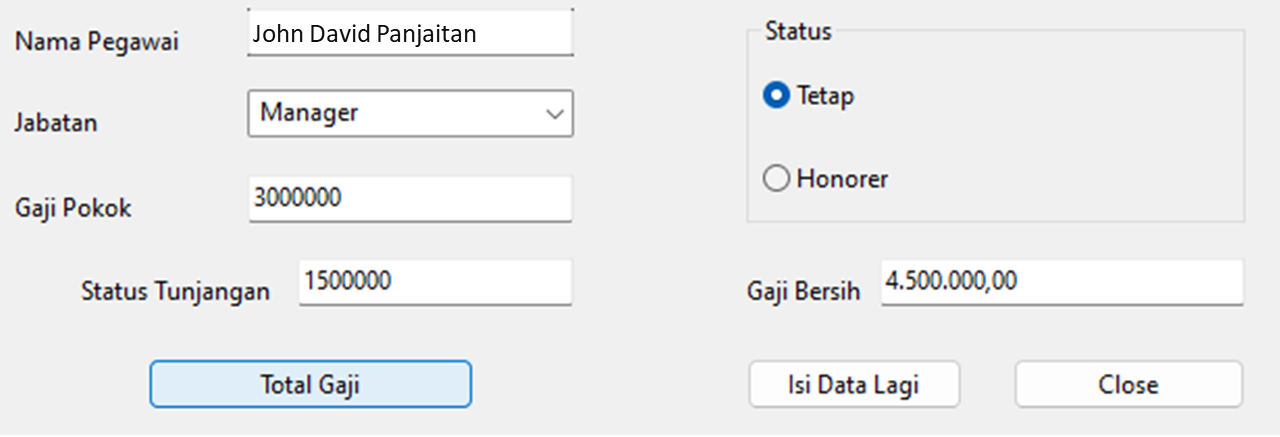 Nama Pegawai John David Panjaitan
Jabatan Manager
Gaji Pokok 3000000
Status Tunjangan 1500000
Total Gaji
Status
Tetap
Honorer
Gaji Bersih 4.500.000,00
Isi Data Lagi Close